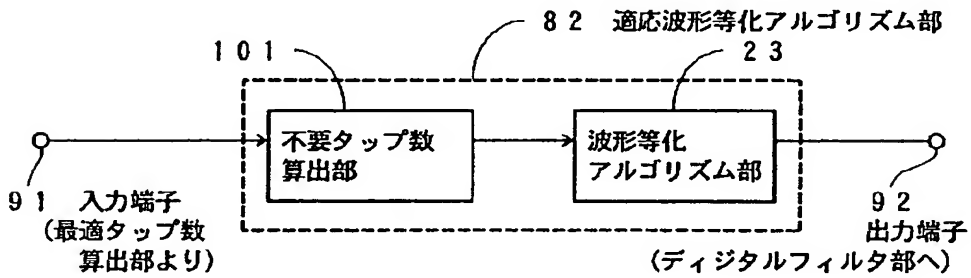 82 適応波形等化アルゴリズム部
101
23
不要タップ数
算出部
波形等化
アルゴリズム部
91 入力端子
(最適タップ数
算出部より)
92
出力端子
(ディジタルフィルタ部へ)